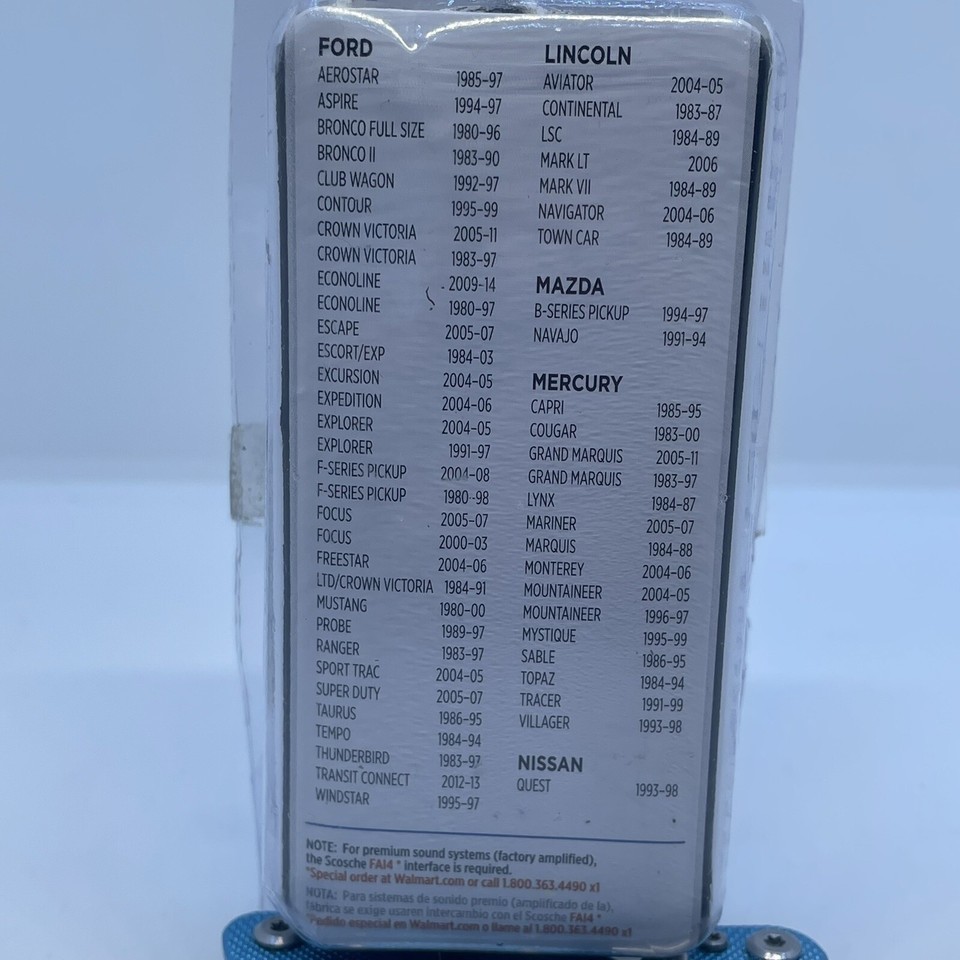 FORD
AEROSTAR 1985-97
ASPIRE 1994-97
BRONCO FULL SIZE 1980-96
BRONCO II 1983-90
CLUB WAGON 1992-97
CONTOUR 1995-99
CROWN VICTORIA 2005-11
CROWN VICTORIA 1983-97
ECONOLINE 2009-14
ECONOLINE 1980-97
ESCAPE 2005-07
ESCORT/EXP 1984-03
EXCURSION 2004-05
EXPEDITION 2004-06
EXPLORER 2004-05
EXPLORER 1991-97
F-SERIES PICKUP 2004-08
F-SERIES PICKUP 1980-98
FOCUS 2005-07
FOCUS 2000-03
FREESTAR 2004-06
LTD/CROWN VICTORIA 1984-91
MUSTANG 1980-00
PROBE 1989-97
RANGER 1983-97
SPORT TRAC 2004-05
SUPER DUTY 2005-07
TAURUS 1986-95
TEMPO 1984-94
THUNDERBIRD 1983-97
TRANSIT CONNECT 2012-13
WINDSTAR 1995-97
LINCOLN
AVIATOR 2004-05
CONTINENTAL 1983-87
LSC 1984-89
MARK LT 2006
MARK VII 1984-89
NAVIGATOR 2004-06
TOWN CAR 1984-89
MAZDA
B-SERIES PICKUP 1994-97
NAVAJO 1991-94
MERCURY
CAPRI 1985-95
COUGAR 1983-00
GRAND MARQUIS 2005-11
GRAND MARQUIS 1983-97
LYNX 1984-87
MARINER 2005-07
MARQUIS 1984-88
MONTEREY 2004-06
MOUNTAINEER 2004-05
MOUNTAINEER 1996-97
MYSTIQUE 1995-99
SABLE 1986-95
TOPAZ 1984-94
TRACER 1991-99
VILLAGER 1993-98
NISSAN
QUEST 1993-98
NOTE: For premium sound systems (factory amplified),
the Scosche FAI4 * interface is required.
*Special order at Walmart.com or call 1.800.363.4490 x1
NOTA: Para sistemas de sonido premio (amplificado de la),
fábrica se exige usaren intercambio con el Scosche FAI4 *
*Pedido especial en Walmart.com o llame al 1.800.363.4490 x1